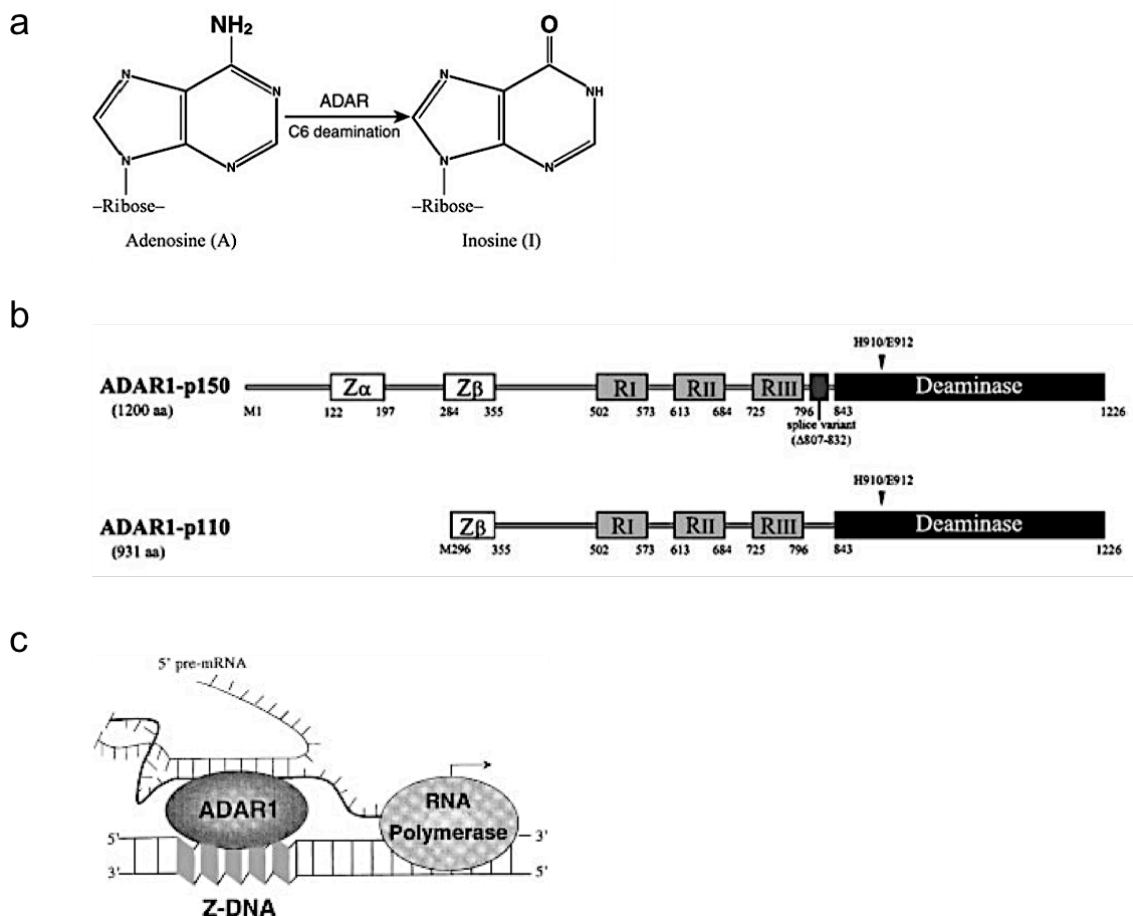 a
NH₂
N
N
N
N
–Ribose–
Adenosine (A)
ADAR
C6 deamination
O
N
NH
N
N
–Ribose–
Inosine (I)
b
H910/E912
ADAR1-p150
(1200 aa)
Zα
Zβ
RI
RII
RIII
Deaminase
M1
122
197
284
355
502
573
613
684
725
796
843
1226
splice variant
(Δ807-832)
H910/E912
ADAR1-p110
(931 aa)
Zβ
RI
RII
RIII
Deaminase
M296
355
502
573
613
684
725
796
843
1226
c
5' pre-mRNA
ADAR1
RNA
Polymerase
5'
3'
3'
5'
Z-DNA